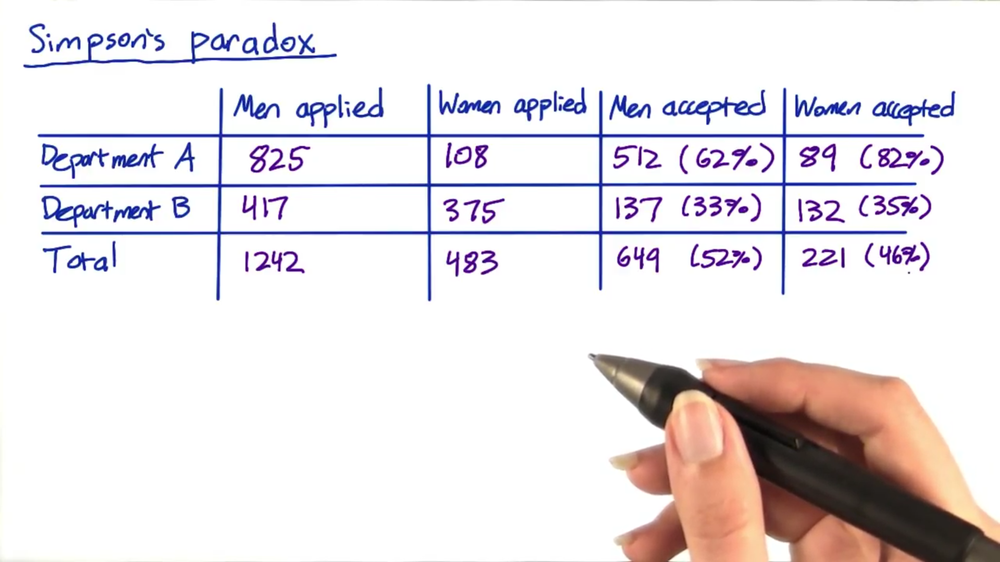 Simpson's paradox
Men applied Women applied Men accepted Women accepted
Department A 825 108 512 (62%) 89 (82%)
Department B 417 375 137 (33%) 132 (35%)
Total 1242 483 649 (52%) 221 (46%)